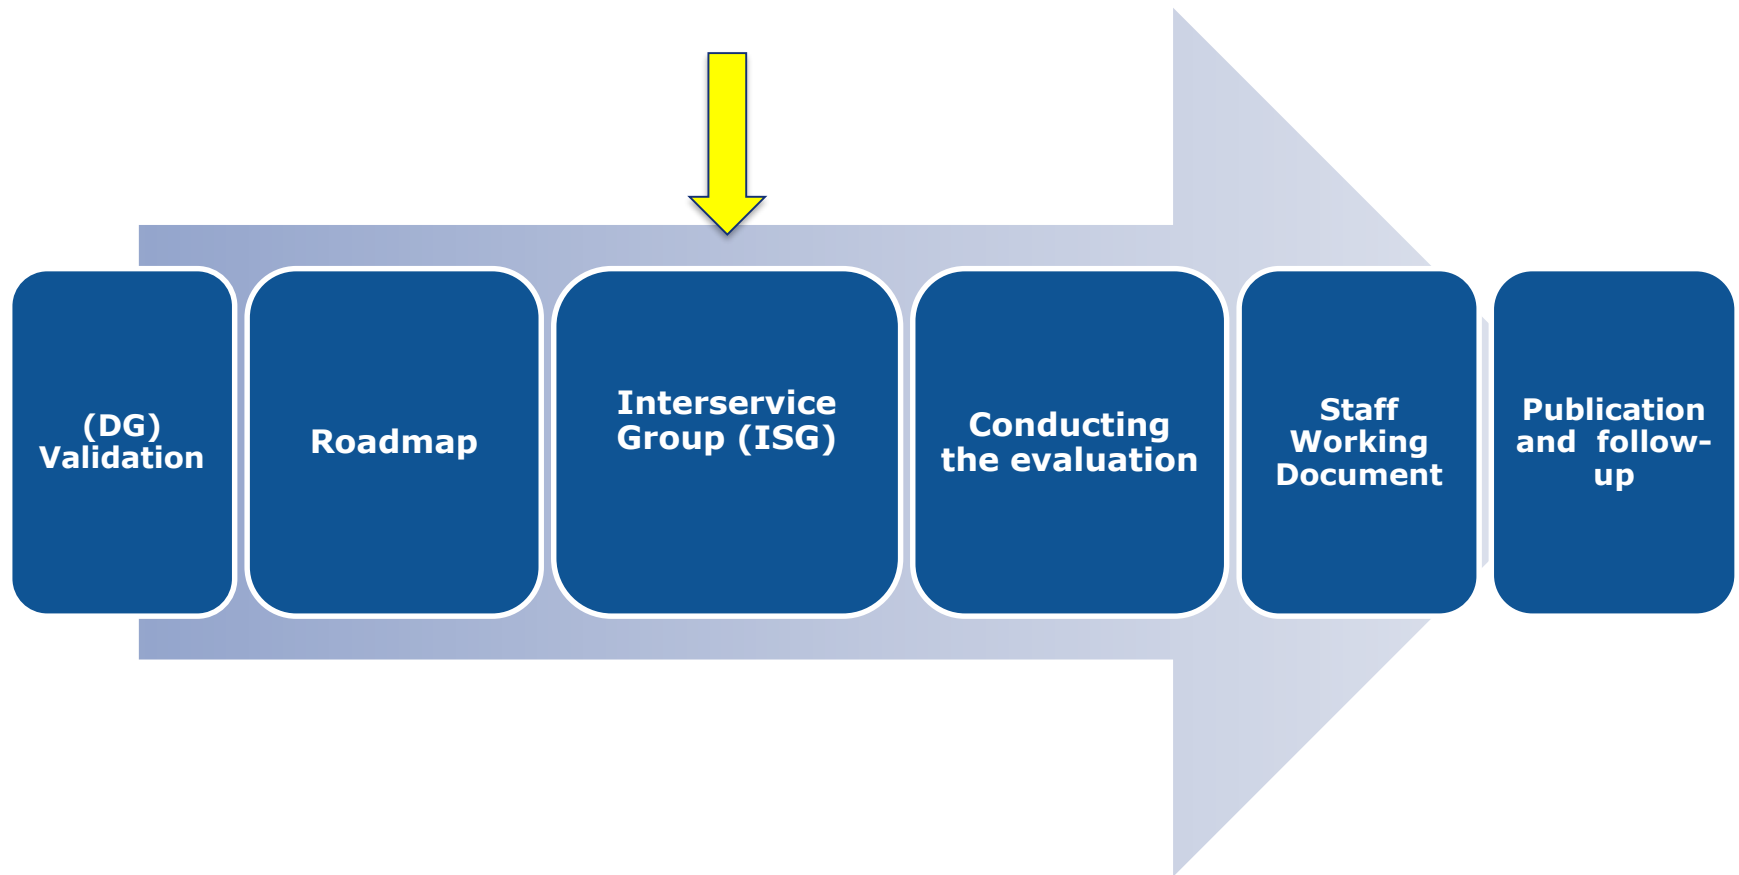 (DG)
Validation
Roadmap
Interservice
Group (ISG)
Conducting
the evaluation
Staff
Working
Document
Publication
and  follow-
up